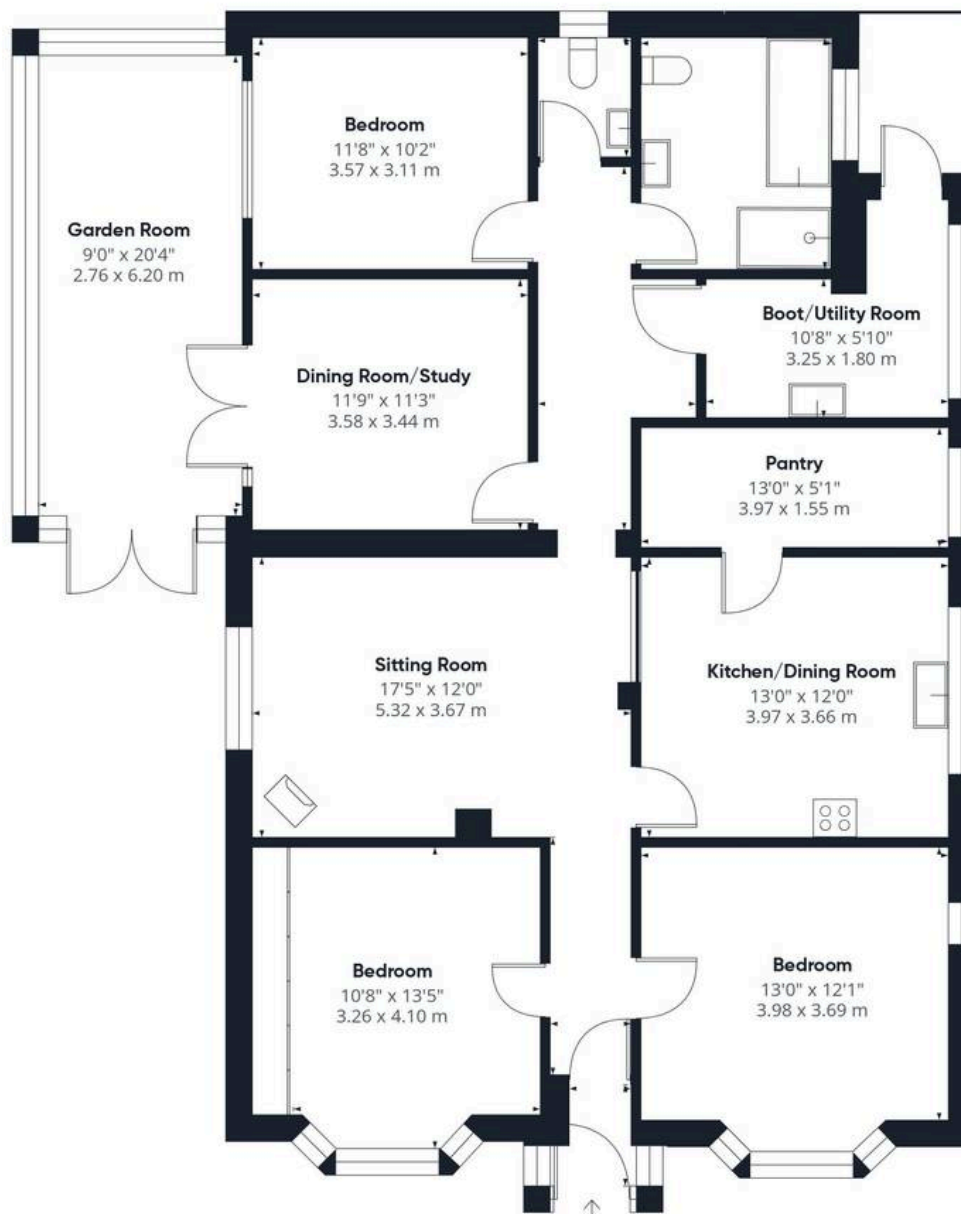 Bedroom
11'8" x 10'2"
3.57 x 3.11 m
Garden Room
9'0" x 20'4"
2.76 x 6.20 m
Boot/Utility Room
10'8" x 5'10"
3.25 x 1.80 m
Dining Room/Study
11'9" x 11'3"
3.58 x 3.44 m
Pantry
13'0" x 5'1"
3.97 x 1.55 m
Sitting Room
17'5" x 12'0"
5.32 x 3.67 m
Kitchen/Dining Room
13'0" x 12'0"
3.97 x 3.66 m
Bedroom
10'8" x 13'5"
3.26 x 4.10 m
Bedroom
13'0" x 12'1"
3.98 x 3.69 m